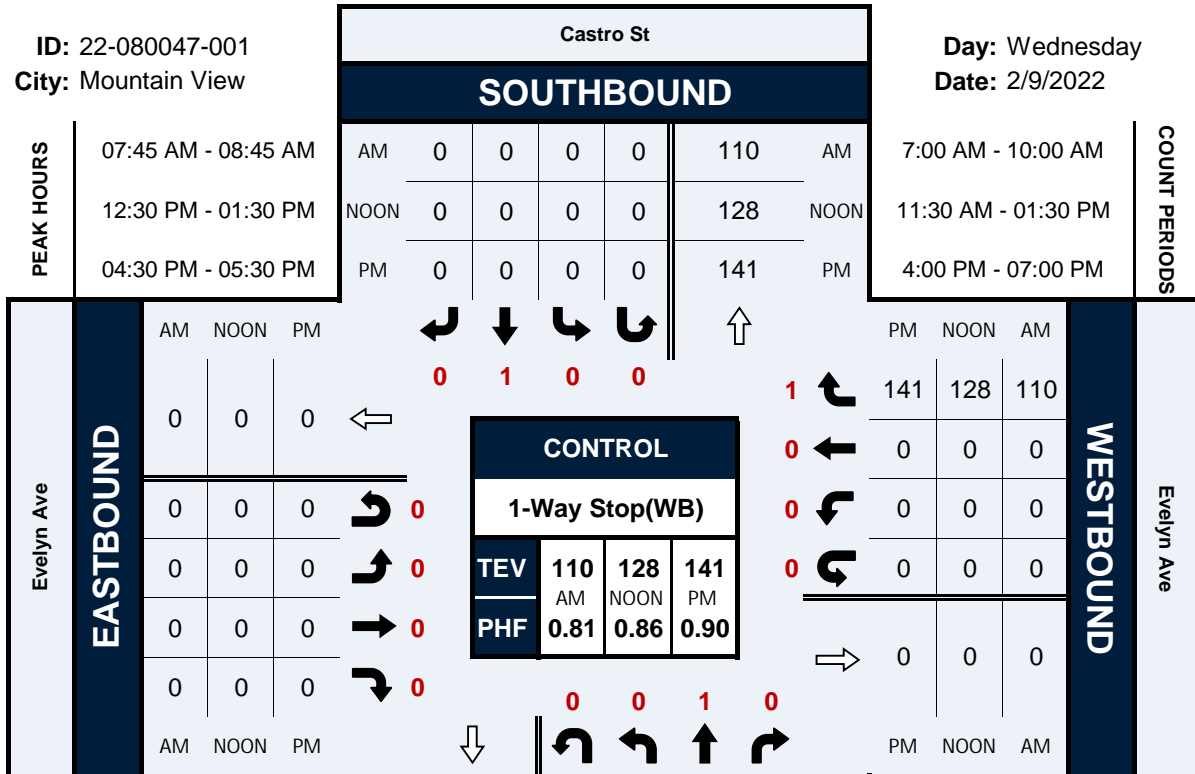 ID: 22-080047-001
City: Mountain View
Castro St
SOUTHBOUND
Day: Wednesday
Date: 2/9/2022
PEAK HOURS
07:45 AM - 08:45 AM
12:30 PM - 01:30 PM
04:30 PM - 05:30 PM
AM 0 0 0 0 110 AM
NOON 0 0 0 0 128 NOON
PM 0 0 0 0 141 PM
7:00 AM - 10:00 AM
11:30 AM - 01:30 PM
4:00 PM - 07:00 PM
COUNT PERIODS
Evelyn Ave
EASTBOUND
AM NOON PM
0 0 0
0 0 0 0
0 0 0 0
0 0 0 0
0 0 0 0
AM NOON PM
0 1 0 0
CONTROL
1-Way Stop(WB)
TEV 110 128 141
AM NOON PM
PHF 0.81 0.86 0.90
0 0 1 0
PM NOON AM
1 141 128 110
0 0 0 0
0 0 0 0
0 0 0 0
0 0 0
PM NOON AM
WESTBOUND
Evelyn Ave